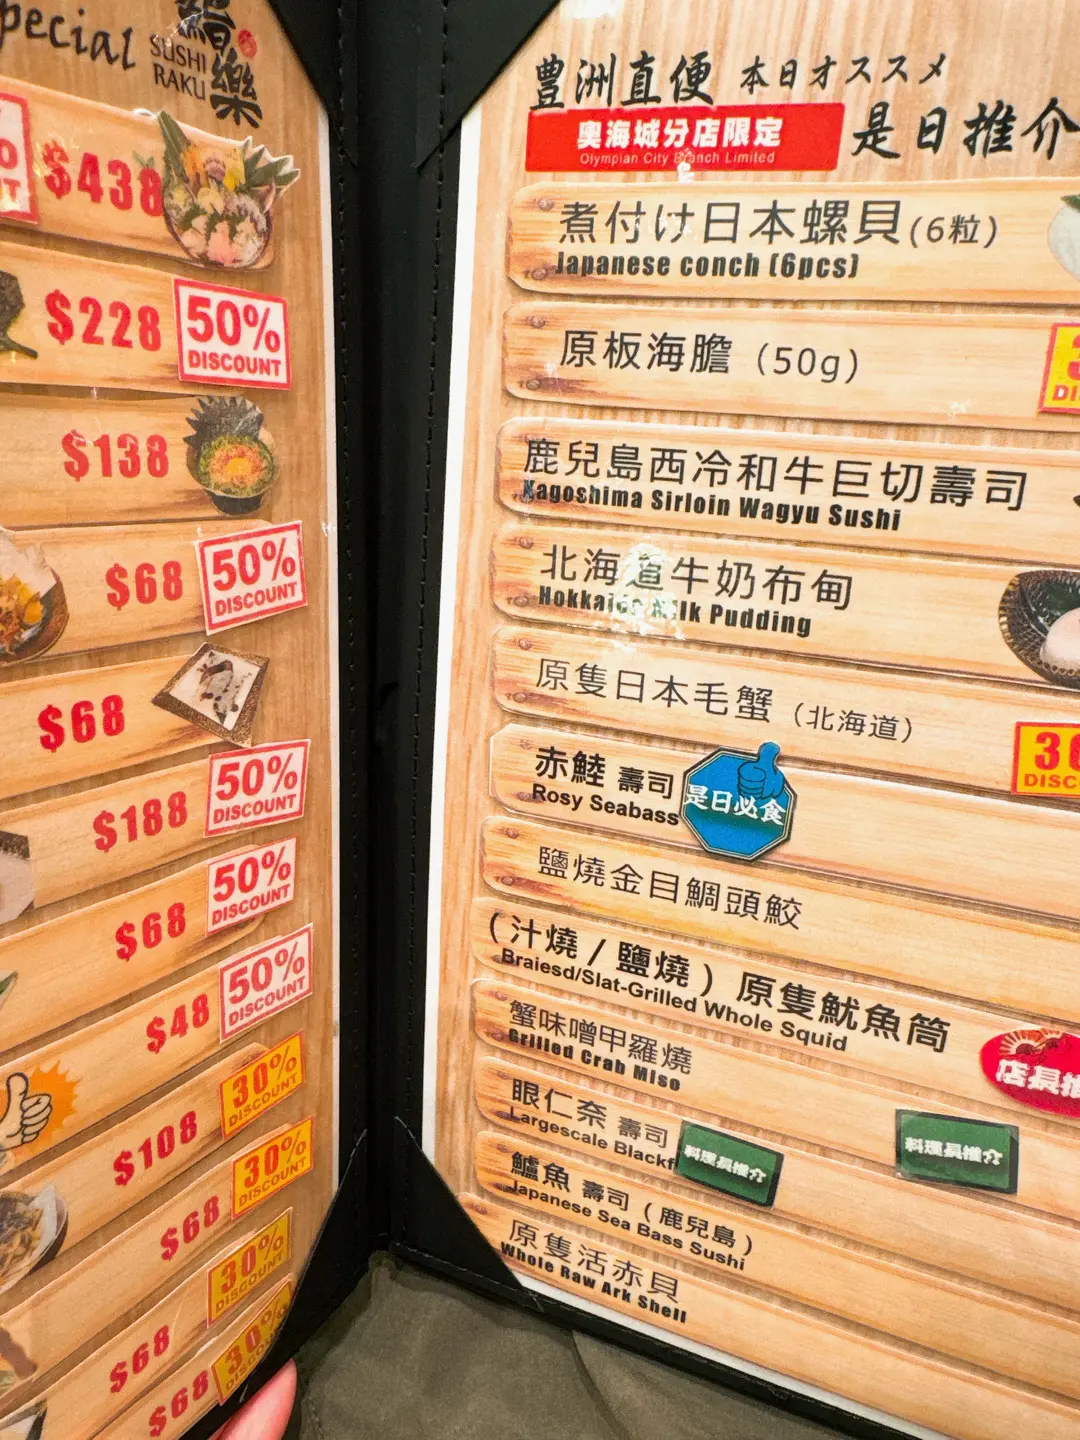 Special
鮨樂
SUSHI
RAKU
$438
$228
50%
DISCOUNT
$138
$68
50%
DISCOUNT
$68
$188
50%
DISCOUNT
$68
50%
DISCOUNT
$48
50%
DISCOUNT
$108
30%
DISCOUNT
$68
30%
DISCOUNT
$68
30%
DISCOUNT
$68
30%
豊洲直便 本日オススメ
奧海城分店限定
Olympian City Branch Limited
是日推介
煮付け日本螺貝(6粒)
Japanese conch (6pcs)
原板海膽 (50g)
鹿兒島西冷和牛巨切壽司
Kagoshima Sirloin Wagyu Sushi
北海道牛奶布甸
Hokkaido Milk Pudding
原隻日本毛蟹 (北海道)
DISC
赤鯥 壽司
Rosy Seabass
是日必食
鹽燒金目鯛頭鮫
(汁燒 / 鹽燒) 原隻魷魚筒
Braiesd/Slat-Grilled Whole Squid
蟹味噌甲羅燒
Grilled Crab Miso
店長推
眼仁奈 壽司
Largescale Blackf
料理長推介
料理長推介
鱸魚 壽司 (鹿兒島)
Japanese Sea Bass Sushi
原隻活赤貝
Whole Raw Ark Shell